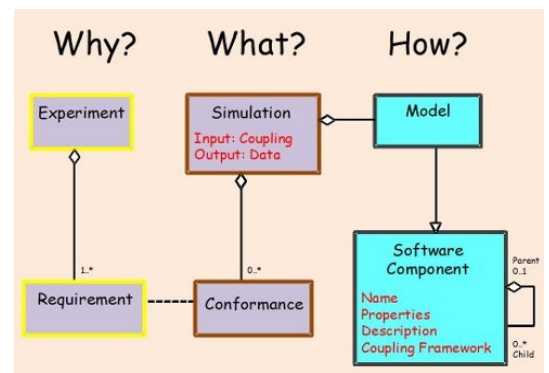 Why?
What?
How?
Experiment
Simulation
Input: Coupling
Output: Data
Model
1..*
0..*
Requirement
Conformance
Software
Component
Name
Properties
Description
Coupling Framework
Parent
0..1
0..*
Child